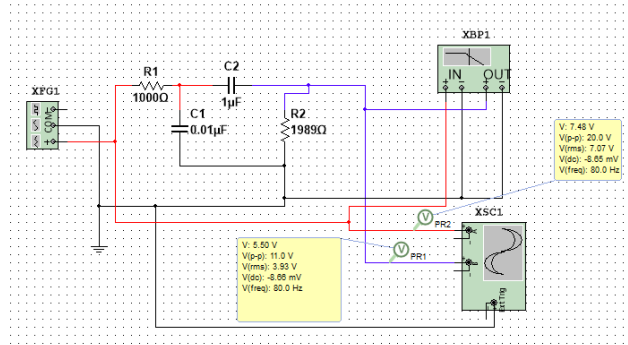 XBP1
IN OUT
XFG1
COM
R1
1000Ω
C2
1µF
C1
0.01µF
R2
1989Ω
V: 7.48 V
V(p-p): 20.0 V
V(rms): 7.07 V
V(dc): -8.65 mV
V(freq): 80.0 Hz
XSC1
V
PR2
V: 5.50 V
V(p-p): 11.0 V
V(rms): 3.93 V
V(dc): -8.66 mV
V(freq): 80.0 Hz
V
PR1
Ext Trig